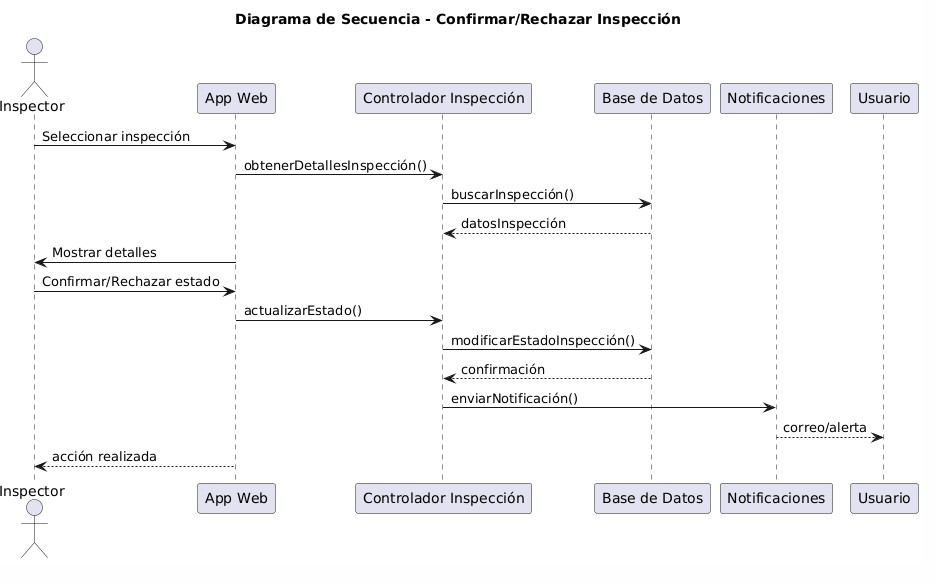 Diagrama de Secuencia - Confirmar/Rechazar Inspección
Inspector
App Web
Controlador Inspección
Base de Datos
Notificaciones
Usuario
Seleccionar inspección
obtenerDetallesInspección()
buscarInspección()
datosInspección
Mostrar detalles
Confirmar/Rechazar estado
actualizarEstado()
modificarEstadoInspección()
confirmación
enviarNotificación()
correo/alerta
acción realizada
Inspector
App Web
Controlador Inspección
Base de Datos
Notificaciones
Usuario